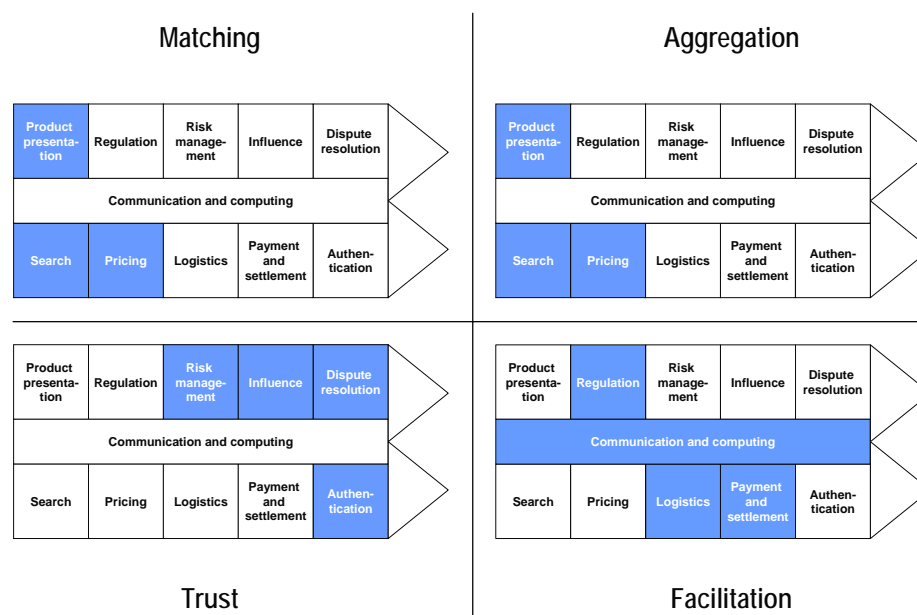 Matching
Product
presenta-
tion
Regulation
Risk
manage-
ment
Influence
Dispute
resolution
Communication and computing
Search
Pricing
Logistics
Payment
and
settlement
Authen-
tication
Aggregation
Product
presenta-
tion
Regulation
Risk
manage-
ment
Influence
Dispute
resolution
Communication and computing
Search
Pricing
Logistics
Payment
and
settlement
Authen-
tication
Product
presenta-
tion
Regulation
Risk
manage-
ment
Influence
Dispute
resolution
Communication and computing
Search
Pricing
Logistics
Payment
and
settlement
Authen-
tication
Trust
Product
presenta-
tion
Regulation
Risk
manage-
ment
Influence
Dispute
resolution
Communication and computing
Search
Pricing
Logistics
Payment and
settlement
Authen-
tication
Facilitation